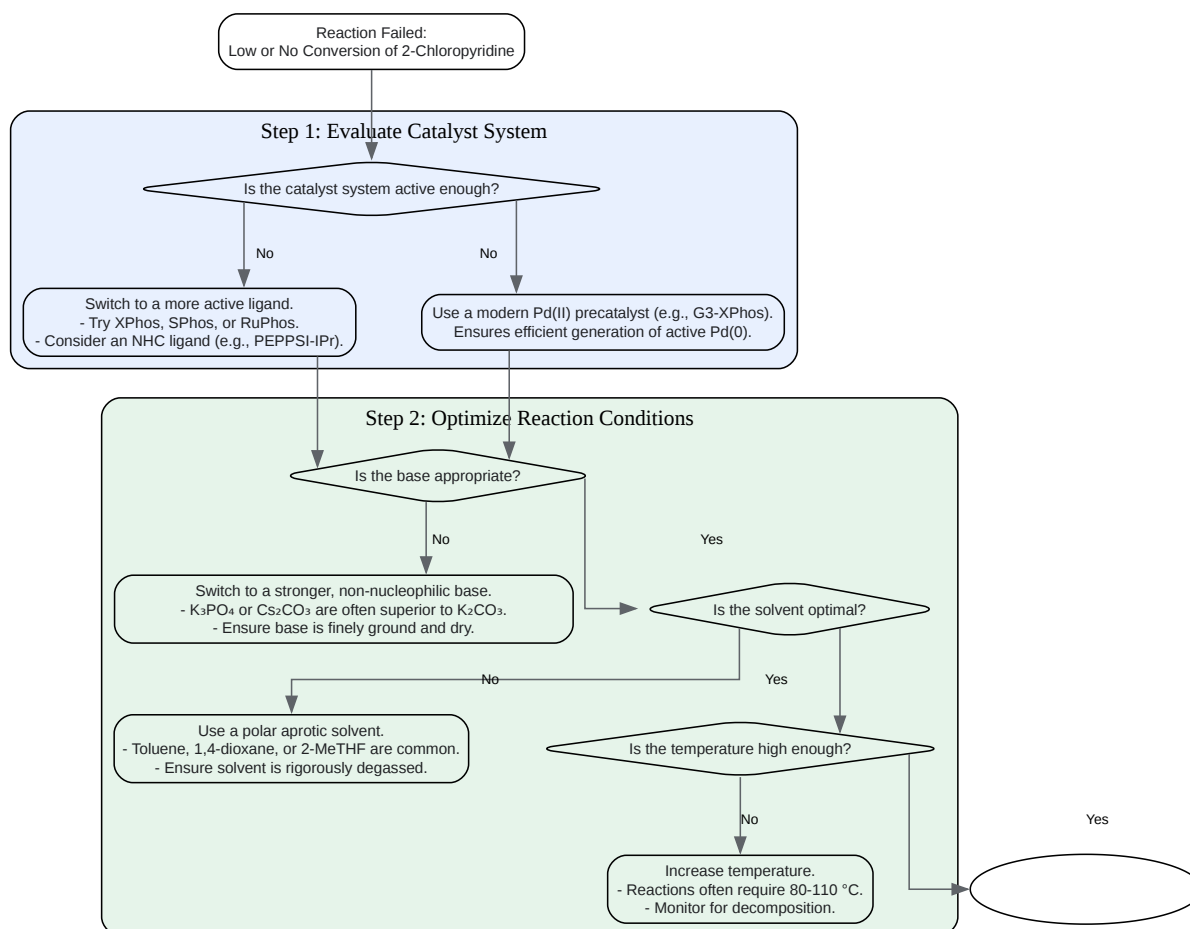 Reaction Failed:
Low or No Conversion of 2-Chloropyridine
Step 1: Evaluate Catalyst System
Is the catalyst system active enough?
No
No
Switch to a more active ligand.
- Try XPhos, SPhos, or RuPhos.
- Consider an NHC ligand (e.g., PEPPSI-IPr).
Use a modern Pd(II) precatalyst (e.g., G3-XPhos).
Ensures efficient generation of active Pd(0).
Step 2: Optimize Reaction Conditions
Is the base appropriate?
No
Yes
Switch to a stronger, non-nucleophilic base.
- K₃PO₄ or Cs₂CO₃ are often superior to K₂CO₃.
- Ensure base is finely ground and dry.
Is the solvent optimal?
No
Yes
Use a polar aprotic solvent.
- Toluene, 1,4-dioxane, or 2-MeTHF are common.
- Ensure solvent is rigorously degassed.
Is the temperature high enough?
No
Yes
Increase temperature.
- Reactions often require 80-110 °C.
- Monitor for decomposition.